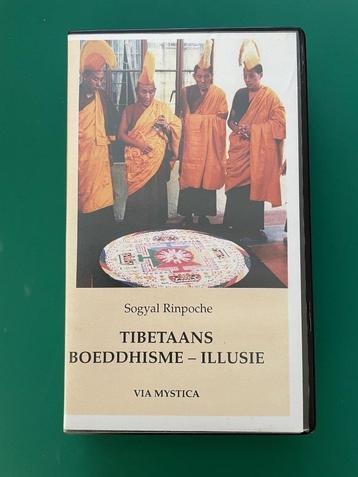 Sogyal Rinpoche
TIBETAANS
BOEDDHISME – ILLUSIE
VIA MYSTICA